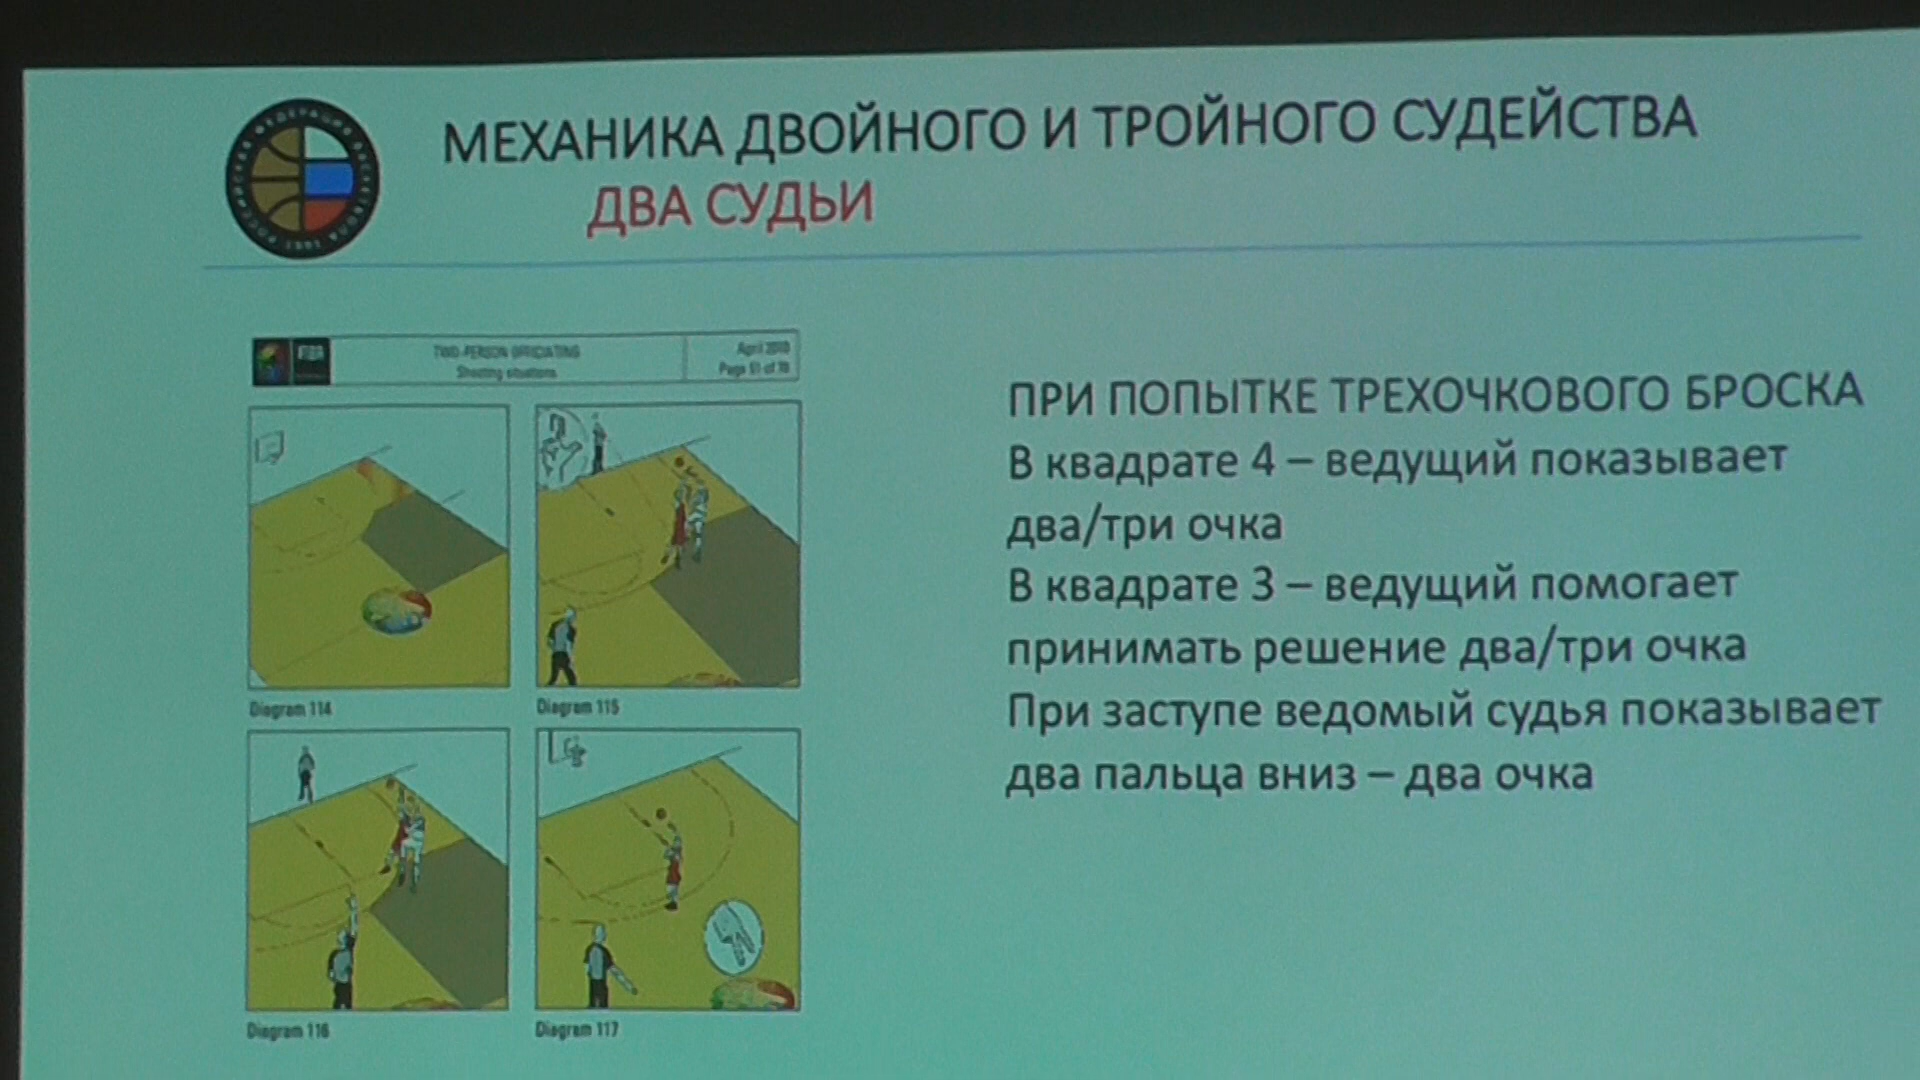 МЕХАНИКА ДВОЙНОГО И ТРОЙНОГО СУДЕЙСТВА
ДВА СУДЬИ
TWO-PERSON OFFICIATING
Shooting situations
April 2010
Diagram 114
Diagram 115
Diagram 116
Diagram 117
ПРИ ПОПЫТКЕ ТРЕХОЧКОВОГО БРОСКА
В квадрате 4 – ведущий показывает
два/три очка
В квадрате 3 – ведущий помогает
принимать решение два/три очка
При заступе ведомый судья показывает
два пальца вниз – два очка